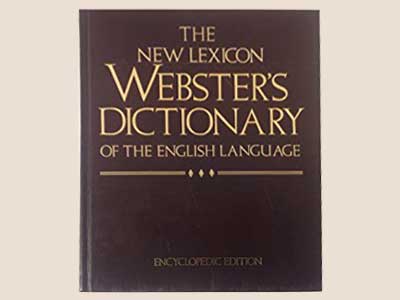 THE
NEW LEXICON
WEBSTER'S
DICTIONARY
OF THE ENGLISH LANGUAGE
ENCYCLOPEDIC EDITION